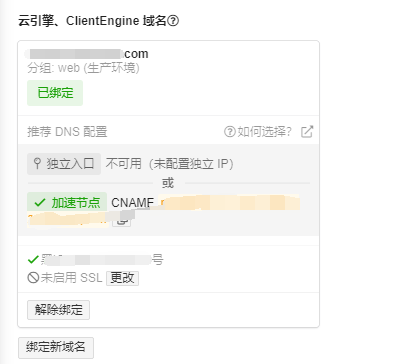 云引擎、ClientEngine 域名?
com
分组: web (生产环境)
已绑定
推荐 DNS 配置 ?如何选择?
独立入口 不可用（未配置独立 IP）
或
加速节点 CNAME
号
未启用 SSL 更改
解除绑定
绑定新域名